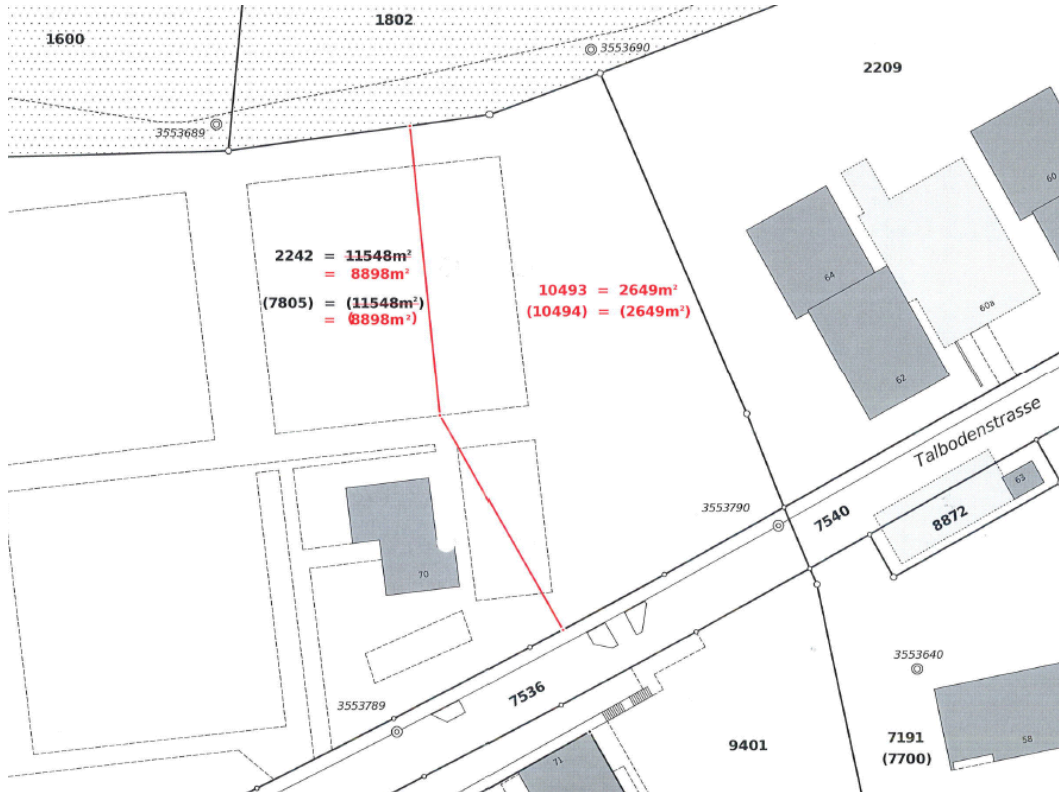 1802
1600
3553690
2209
3553689
60
2242 = 11548m²
= 8898m²
(7805) = (11548m²)
= (8898m²)
10493 = 2649m²
(10494) = (2649m²)
64
60a
62
Talbodenstrasse
63
3553790
7540
8872
70
3553640
7536
3553789
9401
7191
(7700)
58
71